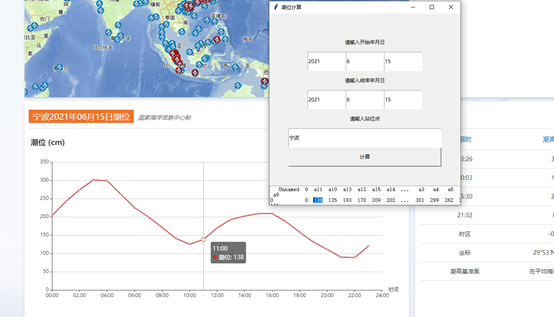 潮位计算
请输入开始年月日
2021 6 15
请输入结束年月日
2021 6 15
请输入站位点
宁波
计算
Unnamed: 0 a11 a10 a12 a15 a14 ... a3 a4 a5
a9
0 0 138 125 193 170 209 202 ... 301 299 262
宁波2021年06月15日潮位
国家海洋信息中心制
潮位 (cm)
350
300
250
200
150
100
50
0
00:00 02:00 04:00 06:00 08:00 10:00 12:00 14:00 16:00 18:00 20:00 22:00 24:00
时间
11:00
潮位: 138
潮时
潮高
3:26
0:03
5:30
21:32
时区
坐标
29°53'N
潮高基准面
在平均海